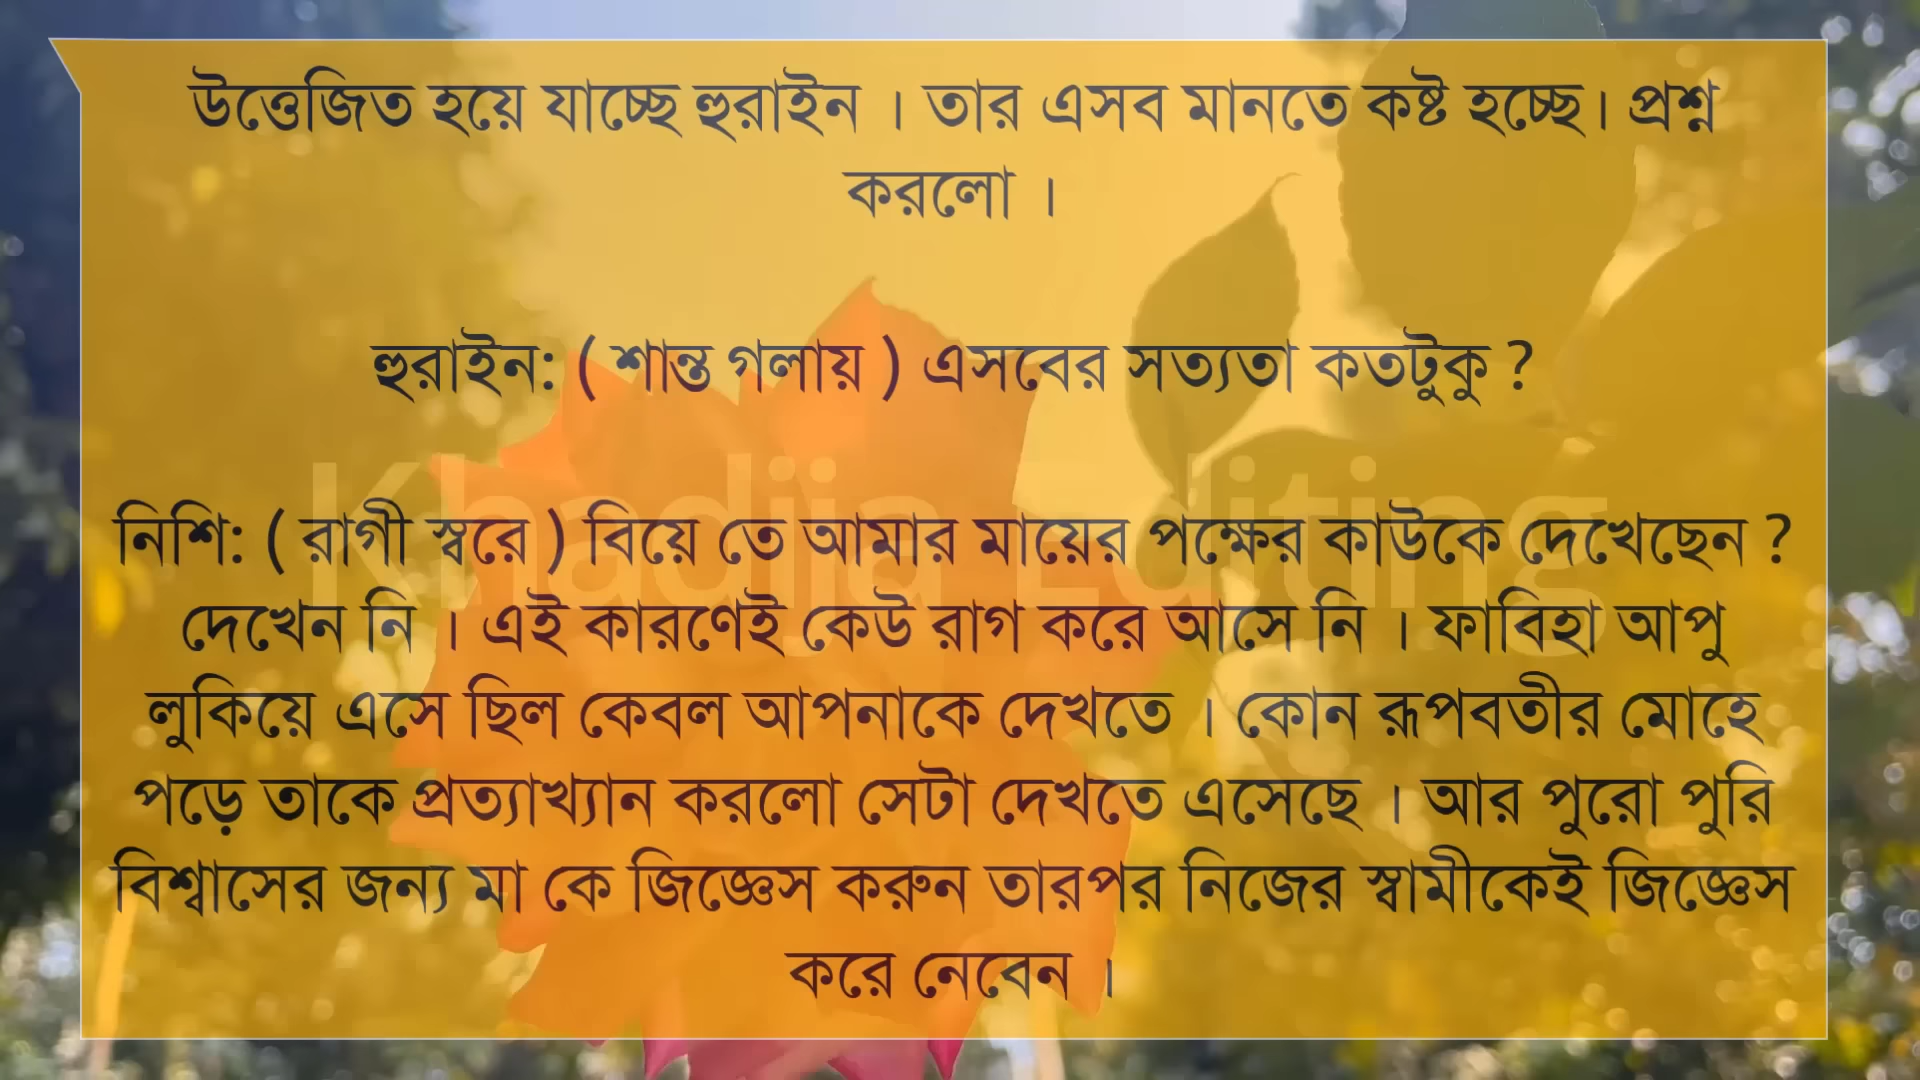 উত্তেজিত হয়ে যাচ্ছে হুরাইন । তার এসব মানতে কষ্ট হচ্ছে। প্রশ্ন
করলো ।
হুরাইন: ( শান্ত গলায় ) এসবের সত্যতা কতটুকু ?
নিশি: ( রাগী স্বরে ) বিয়ে তে আমার মায়ের পক্ষের কাউকে দেখেছেন ?
দেখেন নি । এই কারণেই কেউ রাগ করে আসে নি । ফাবিহা আপু
লুকিয়ে এসে ছিল কেবল আপনাকে দেখতে । কোন রূপবতীর মোহে
পড়ে তাকে প্রত্যাখ্যান করলো সেটা দেখতে এসেছে । আর পুরো পুরি
বিশ্বাসের জন্য মা কে জিজ্ঞেস করুন তারপর নিজের স্বামীকেই জিজ্ঞেস
করে নেবেন ।
Khadija Editing